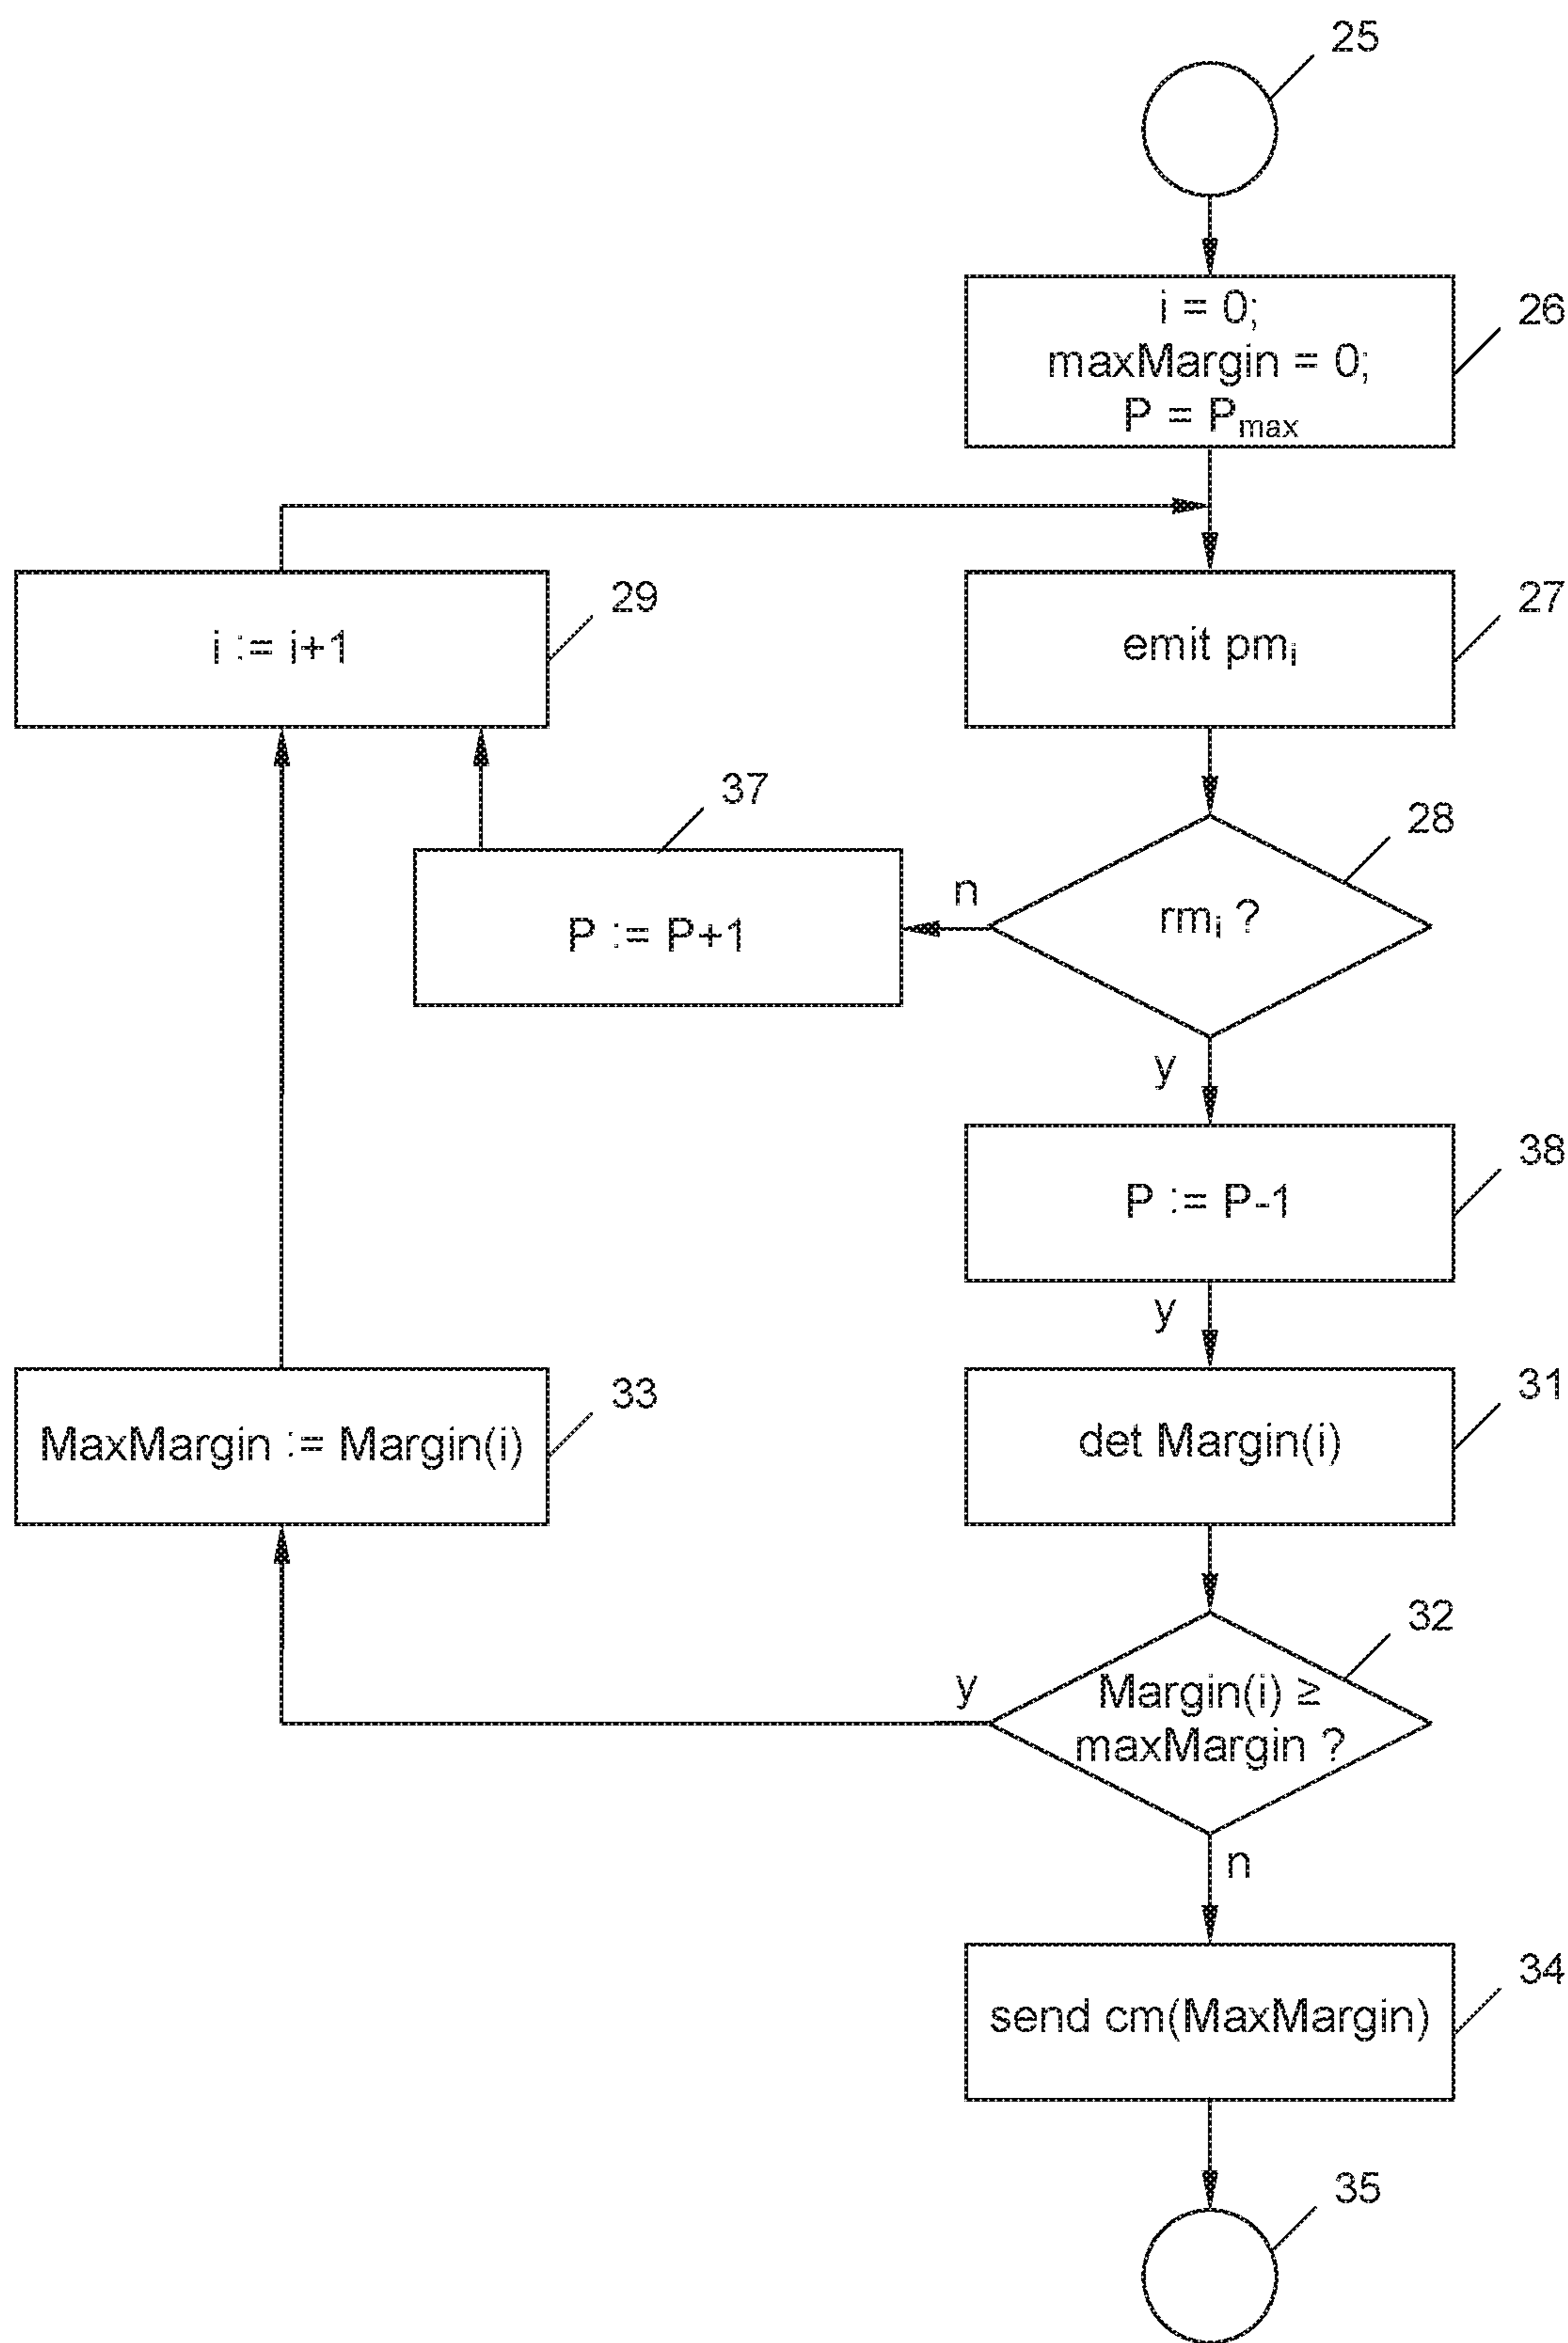 25
i = 0;
maxMargin = 0;
P = Pmax
26
i := i+1
29
emit pmi
27
37
28
P := P+1
n
rmi ?
y
P := P-1
38
y
MaxMargin := Margin(i)
33
det Margin(i)
31
32
y
Margin(i) ≥
maxMargin ?
n
send cm(MaxMargin)
34
35